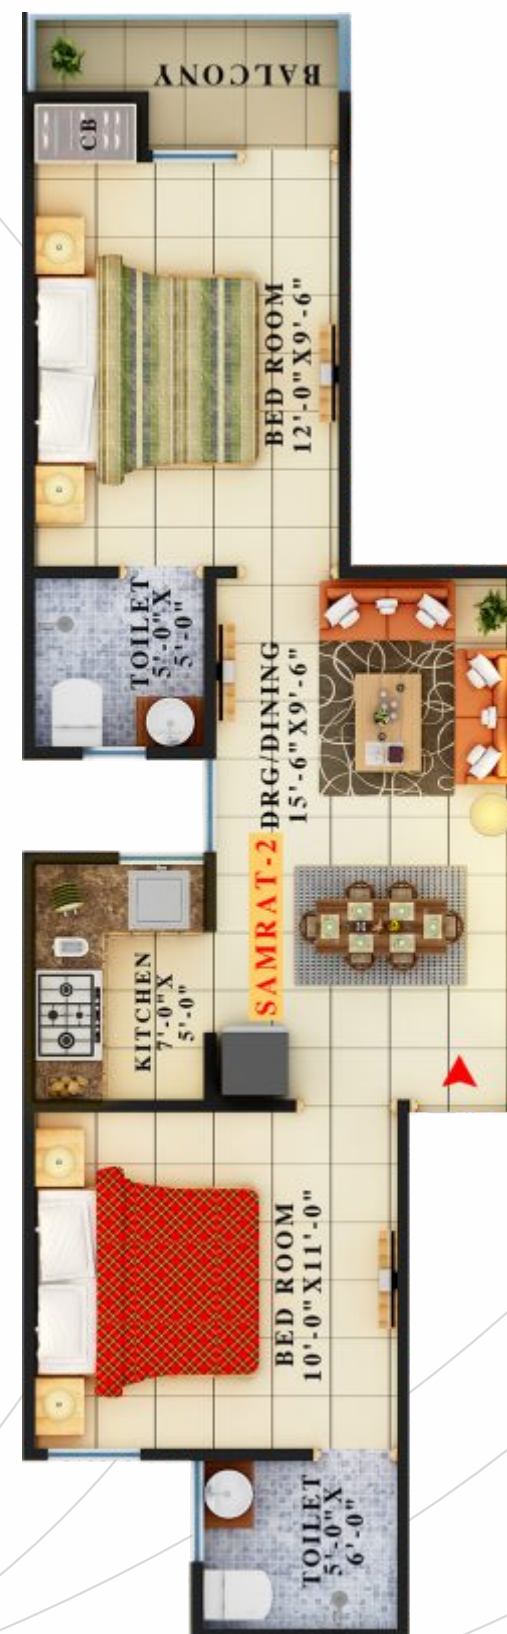 BALCONY
CB
BED ROOM
12'-0"X9'-6"
TOILET
5'-0"X
5'-0"
DRG/DINING
15'-6"X9'-6"
SAMRAT-2
KITCHEN
7'-0"X
5'-0"
BED ROOM
10'-0"X11'-0"
TOILET
5'-0"X
6'-0"